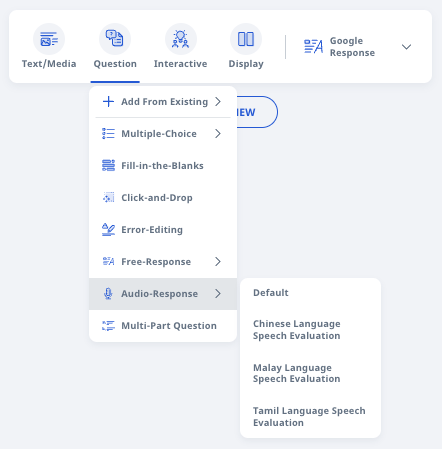 Text/Media
Question
Interactive
Display
Google
Response
Add From Existing
Multiple-Choice
Fill-in-the-Blanks
Click-and-Drop
Error-Editing
Free-Response
Audio-Response
Multi-Part Question
Default
Chinese Language
Speech Evaluation
Malay Language
Speech Evaluation
Tamil Language Speech
Evaluation